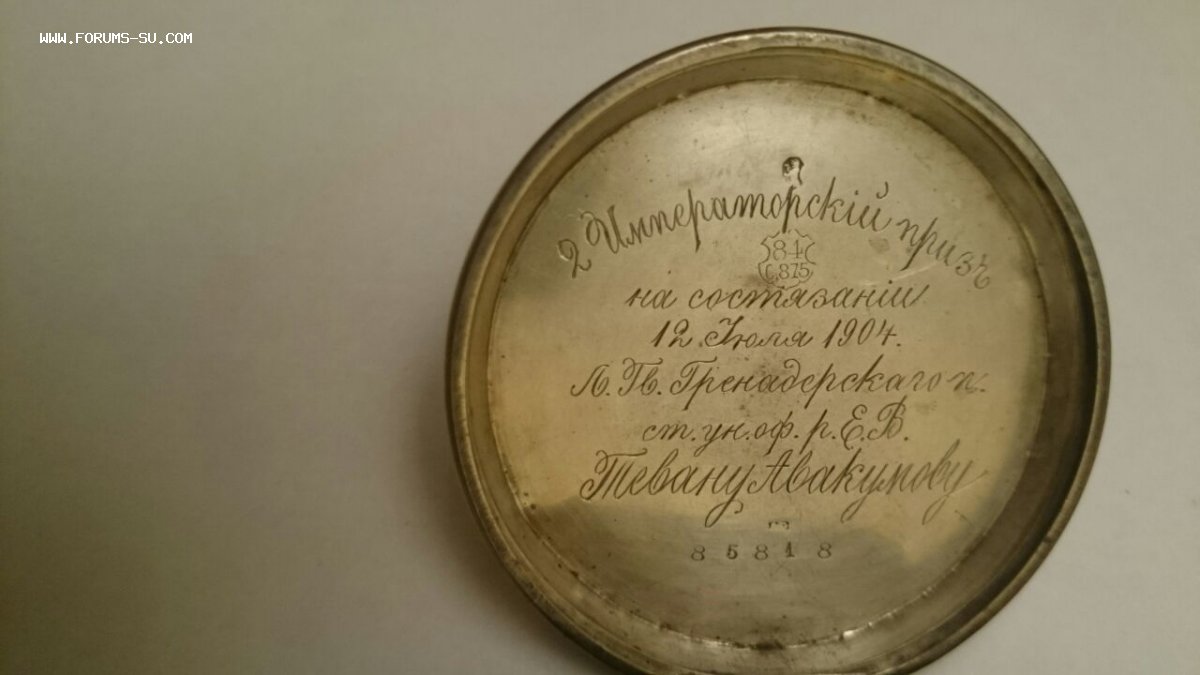 WWW.FORUMS-SU.COM
2 Императорскій призъ
84
0,875
на состязаніи
12 Іюля 1904.
Л. Гв. Гренадерскаго п.
ст. ун. оф. р. Е. В.
Тевану Авакумову
85818